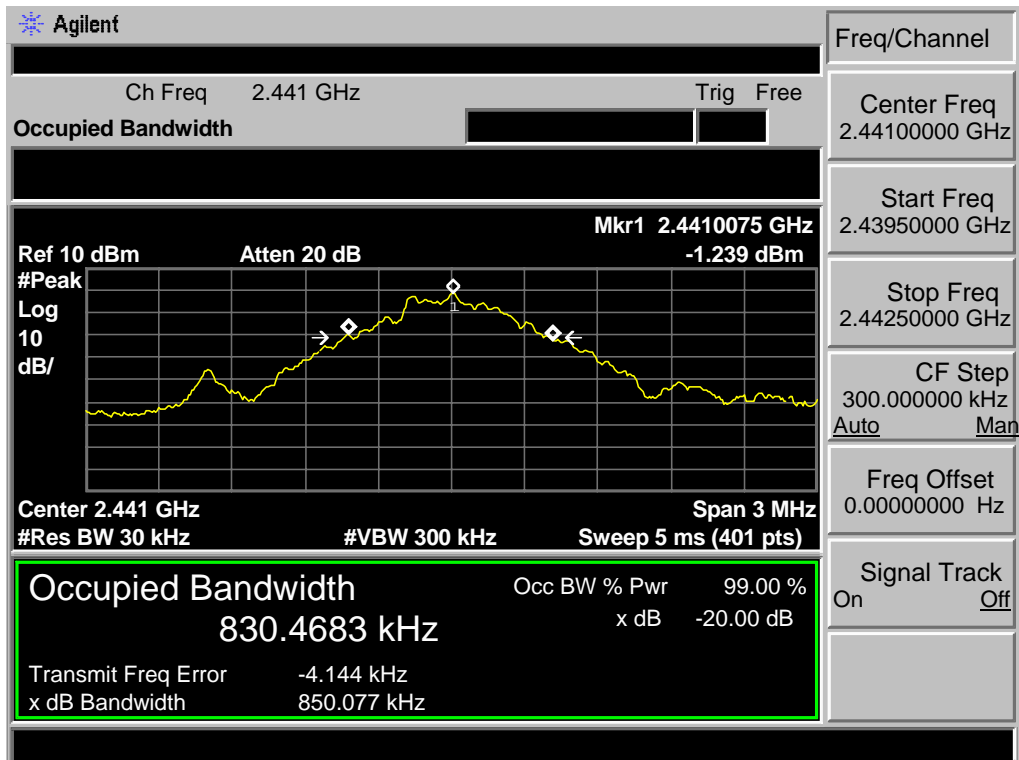 Agilent
Freq/Channel
Ch Freq 2.441 GHz Trig Free
Occupied Bandwidth
Center Freq
2.44100000 GHz
Start Freq
2.43950000 GHz
Stop Freq
2.44250000 GHz
CF Step
300.000000 kHz
Auto Man
Freq Offset
0.00000000 Hz
Signal Track
On Off
Mkr1 2.4410075 GHz
Ref 10 dBm Atten 20 dB -1.239 dBm
#Peak
Log
10
dB/
1
Center 2.441 GHz Span 3 MHz
#Res BW 30 kHz #VBW 300 kHz Sweep 5 ms (401 pts)
Occupied Bandwidth
830.4683 kHz
Occ BW % Pwr 99.00 %
x dB -20.00 dB
Transmit Freq Error -4.144 kHz
x dB Bandwidth 850.077 kHz